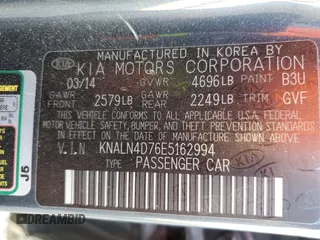 MANUFACTURED IN KOREA BY
KIA KIA MOTORS CORPORATION
03/14 GVWR 4696LB PAINT B3U
GAWR FRONT 2579LB GAWR REAR 2249LB TRIM GVF
THIS VEHICLE CONFORMS TO ALL APPLICABLE
FEDERAL MOTOR VEHICLE SAFETY, BUMPER,
AND THEFT PREVENTION STANDARDS IN EFFECT
ON THE DATE OF MANUFACTURE SHOWN ABOVE.
V.I.N KNALN4D76E5162994
PASSENGER CAR
J5
DREAMBID